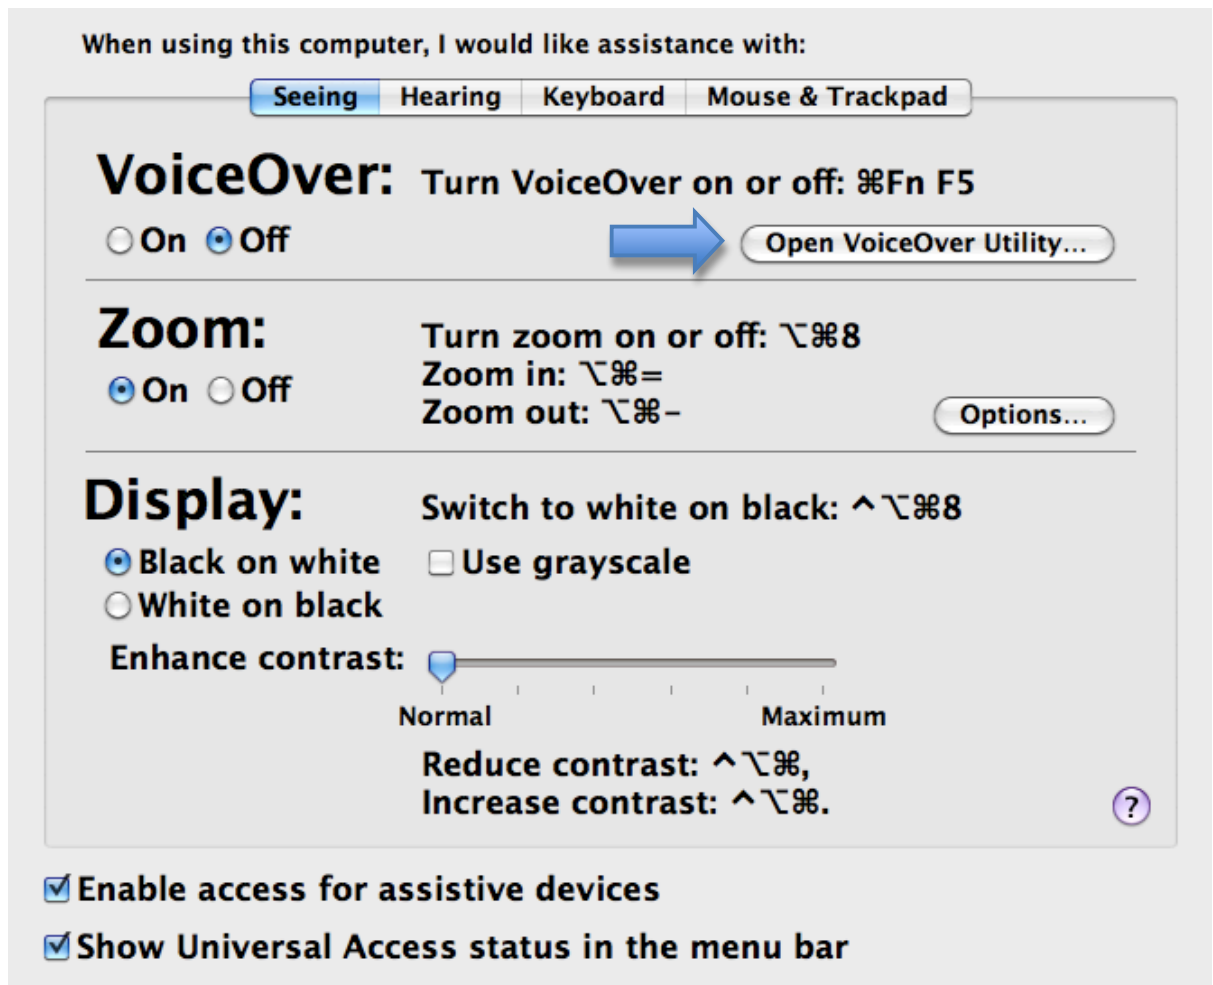 When using this computer, I would like assistance with:
Seeing Hearing Keyboard Mouse & Trackpad
VoiceOver: Turn VoiceOver on or off: ⌘Fn F5
On Off Open VoiceOver Utility...
Zoom: Turn zoom on or off: ⌥⌘8
Zoom in: ⌥⌘=
On Off
Zoom out: ⌥⌘-
Options...
Display: Switch to white on black: ^⌥⌘8
Black on white Use grayscale
White on black
Enhance contrast:
Normal Maximum
Reduce contrast: ^⌥⌘,
Increase contrast: ^⌥⌘.
?
Enable access for assistive devices
Show Universal Access status in the menu bar